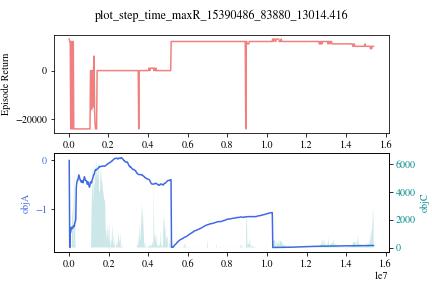 plot_step_time_maxR_15390486_83880_13014.416
Episode Return
0
−20000
0.0 0.2 0.4 0.6 0.8 1.0 1.2 1.4 1.6
objA
0
−1
6000
4000
2000
0
objC
0.0 0.2 0.4 0.6 0.8 1.0 1.2 1.4 1.6
1e7